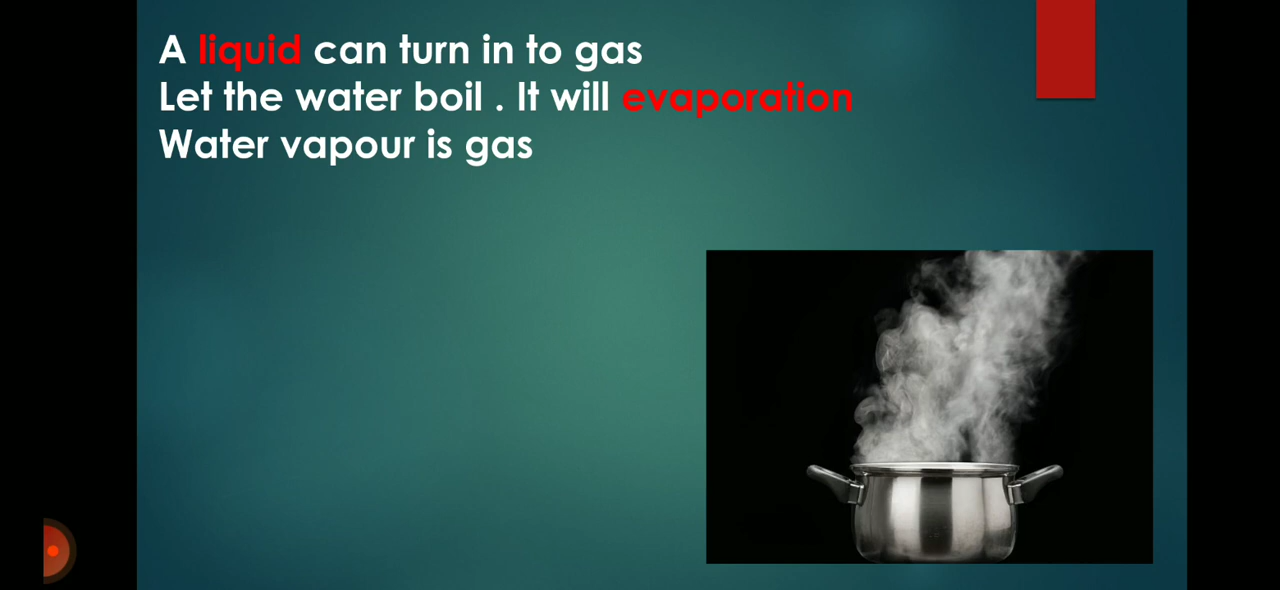 A liquid can turn in to gas
Let the water boil . It will evaporation
Water vapour is gas